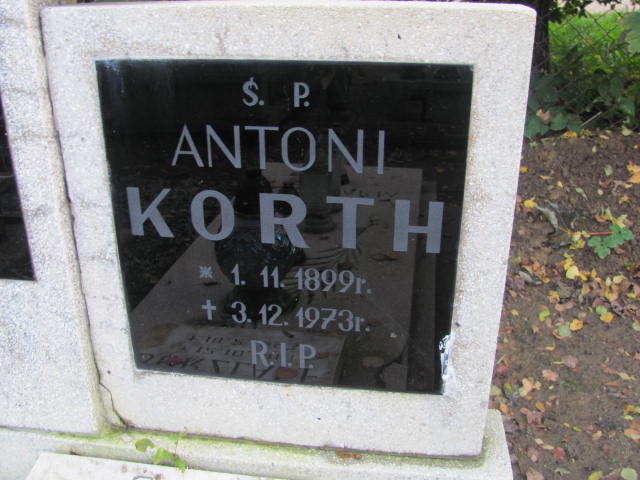 Ś. P.
ANTONI
KORTH
* 1. 11. 1899r.
† 3. 12. 1973r.
R.I.P.